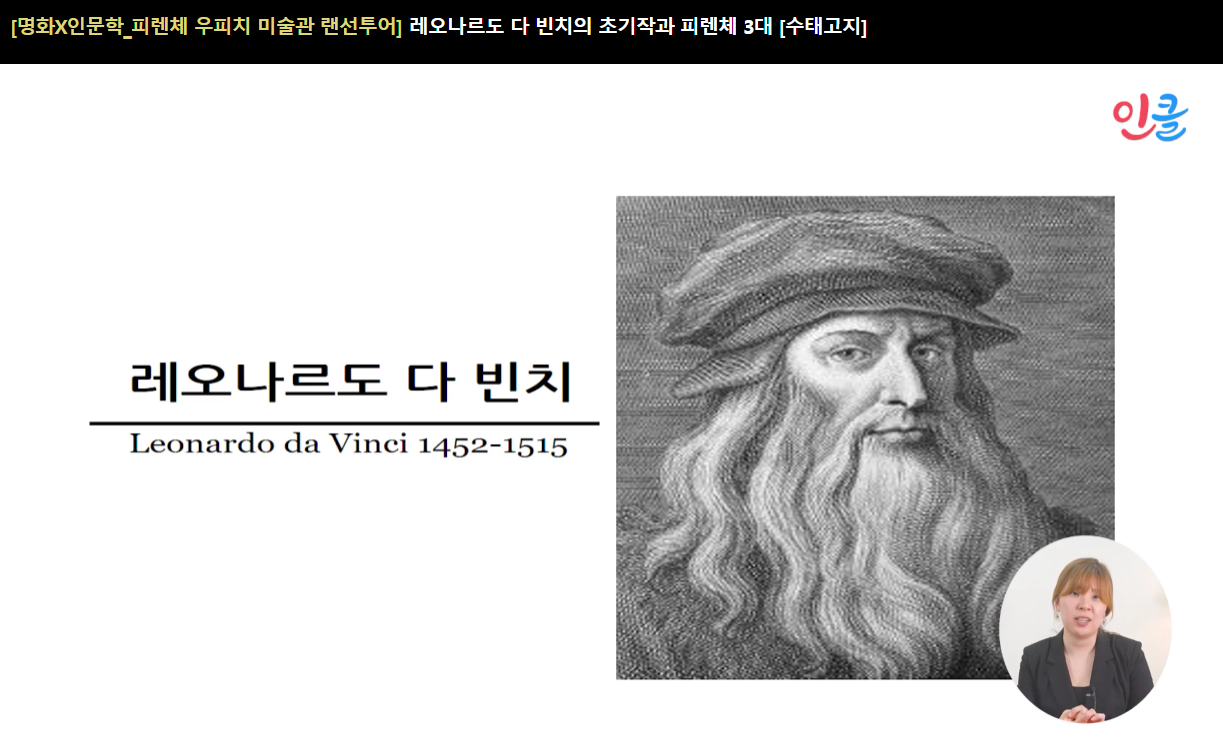 [명화X인문학_피렌체 우피치 미술관 랜선투어] 레오나르도 다 빈치의 초기작과 피렌체 3대 [수태고지]
인클
레오나르도 다 빈치
Leonardo da Vinci 1452-1515